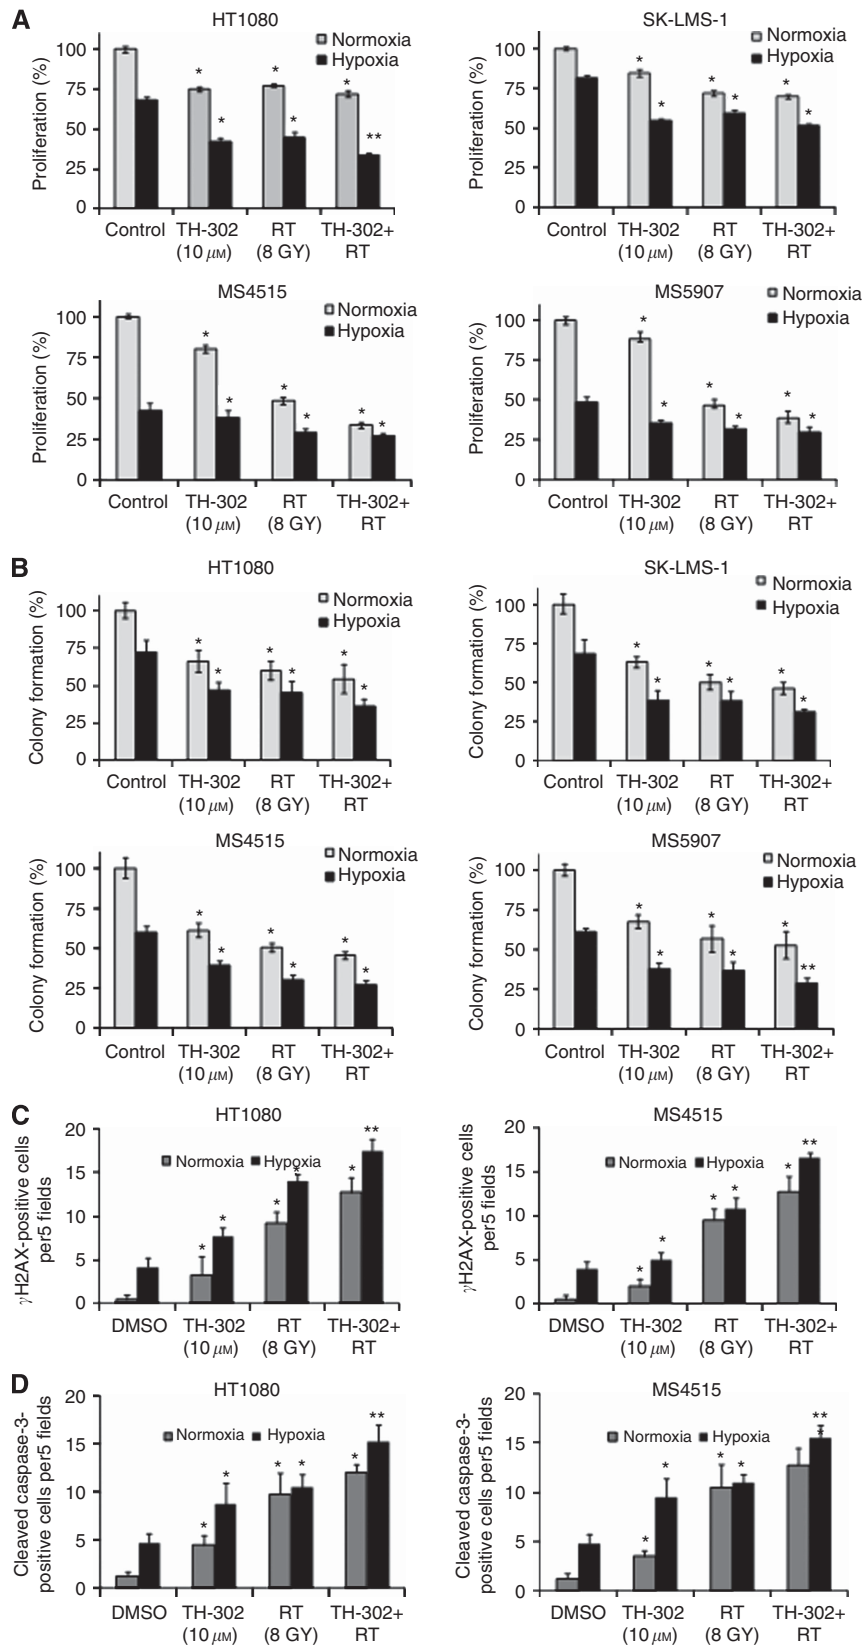 A
HT1080
Normoxia
Hypoxia
Proliferation (%)
100
75
50
25
0
*
*
*
*
*
**
Control
TH-302
(10 μM)
RT
(8 GY)
TH-302+
RT
SK-LMS-1
Normoxia
Hypoxia
Proliferation (%)
100
75
50
25
0
*
*
*
*
*
*
Control
TH-302
(10 μM)
RT
(8 GY)
TH-302+
RT
MS4515
Normoxia
Hypoxia
Proliferation (%)
100
75
50
25
0
*
*
*
*
*
*
Control
TH-302
(10 μM)
RT
(8 GY)
TH-302+
RT
MS5907
Normoxia
Hypoxia
Proliferation (%)
100
75
50
25
0
*
*
*
*
*
*
Control
TH-302
(10 μM)
RT
(8 GY)
TH-302+
RT
B
HT1080
Normoxia
Hypoxia
Colony formation (%)
100
75
50
25
0
*
*
*
*
*
*
Control
TH-302
(10 μM)
RT
(8 GY)
TH-302+
RT
SK-LMS-1
Normoxia
Hypoxia
Colony formation (%)
100
75
50
25
0
*
*
*
*
*
*
Control
TH-302
(10 μM)
RT
(8 GY)
TH-302+
RT
MS4515
Normoxia
Hypoxia
Colony formation (%)
100
75
50
25
0
*
*
*
*
*
*
Control
TH-302
(10 μM)
RT
(8 GY)
TH-302+
RT
MS5907
Normoxia
Hypoxia
Colony formation (%)
100
75
50
25
0
*
*
*
*
*
**
Control
TH-302
(10 μM)
RT
(8 GY)
TH-302+
RT
C
HT1080
Normoxia Hypoxia
γH2AX-positive cells
per5 fields
20
15
10
5
0
*
*
*
*
*
**
DMSO
TH-302
(10 μM)
RT
(8 GY)
TH-302+
RT
MS4515
Normoxia Hypoxia
γH2AX-positive cells
per5 fields
20
15
10
5
0
*
*
*
*
*
**
DMSO
TH-302
(10 μM)
RT
(8 GY)
TH-302+
RT
D
HT1080
Normoxia Hypoxia
Cleaved caspase-3-
positive cells per5 fields
20
15
10
5
0
*
*
*
*
*
**
DMSO
TH-302
(10 μM)
RT
(8 GY)
TH-302+
RT
MS4515
Normoxia Hypoxia
Cleaved caspase-3-
positive cells per5 fields
20
15
10
5
0
*
*
*
*
**
*
DMSO
TH-302
(10 μM)
RT
(8 GY)
TH-302+
RT